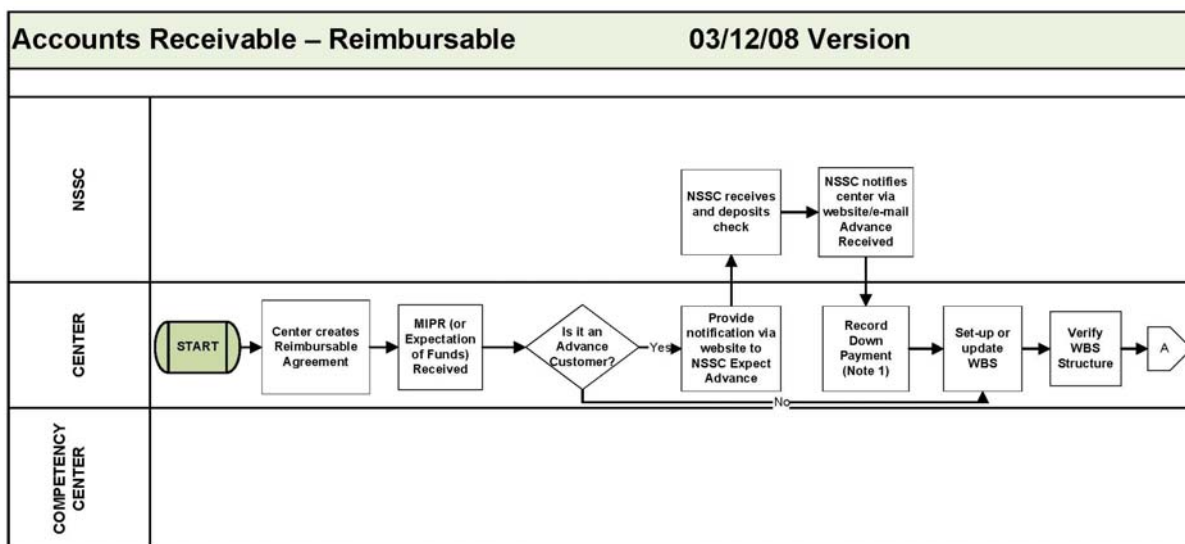 Accounts Receivable – Reimbursable 03/12/08 Version
NSSC
NSSC receives
and deposits
check
NSSC notifies
center via
website/e-mail
Advance
Received
CENTER
START
Center creates
Reimbursable
Agreement
MIPR (or
Expectation
of Funds)
Received
Is it an
Advance
Customer?
Yes
Provide
notification via
website to
NSSC Expect
Advance
Record
Down
Payment
(Note 1)
Set-up or
update
WBS
Verify
WBS
Structure
A
No
COMPETENCY
CENTER